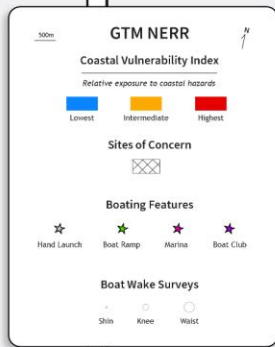 500m
GTM NERR
N
Coastal Vulnerability Index
Relative exposure to coastal hazards
Lowest Intermediate Highest
Sites of Concern
Boating Features
Hand Launch Boat Ramp Marina Boat Club
Boat Wake Surveys
Shin Knee Waist